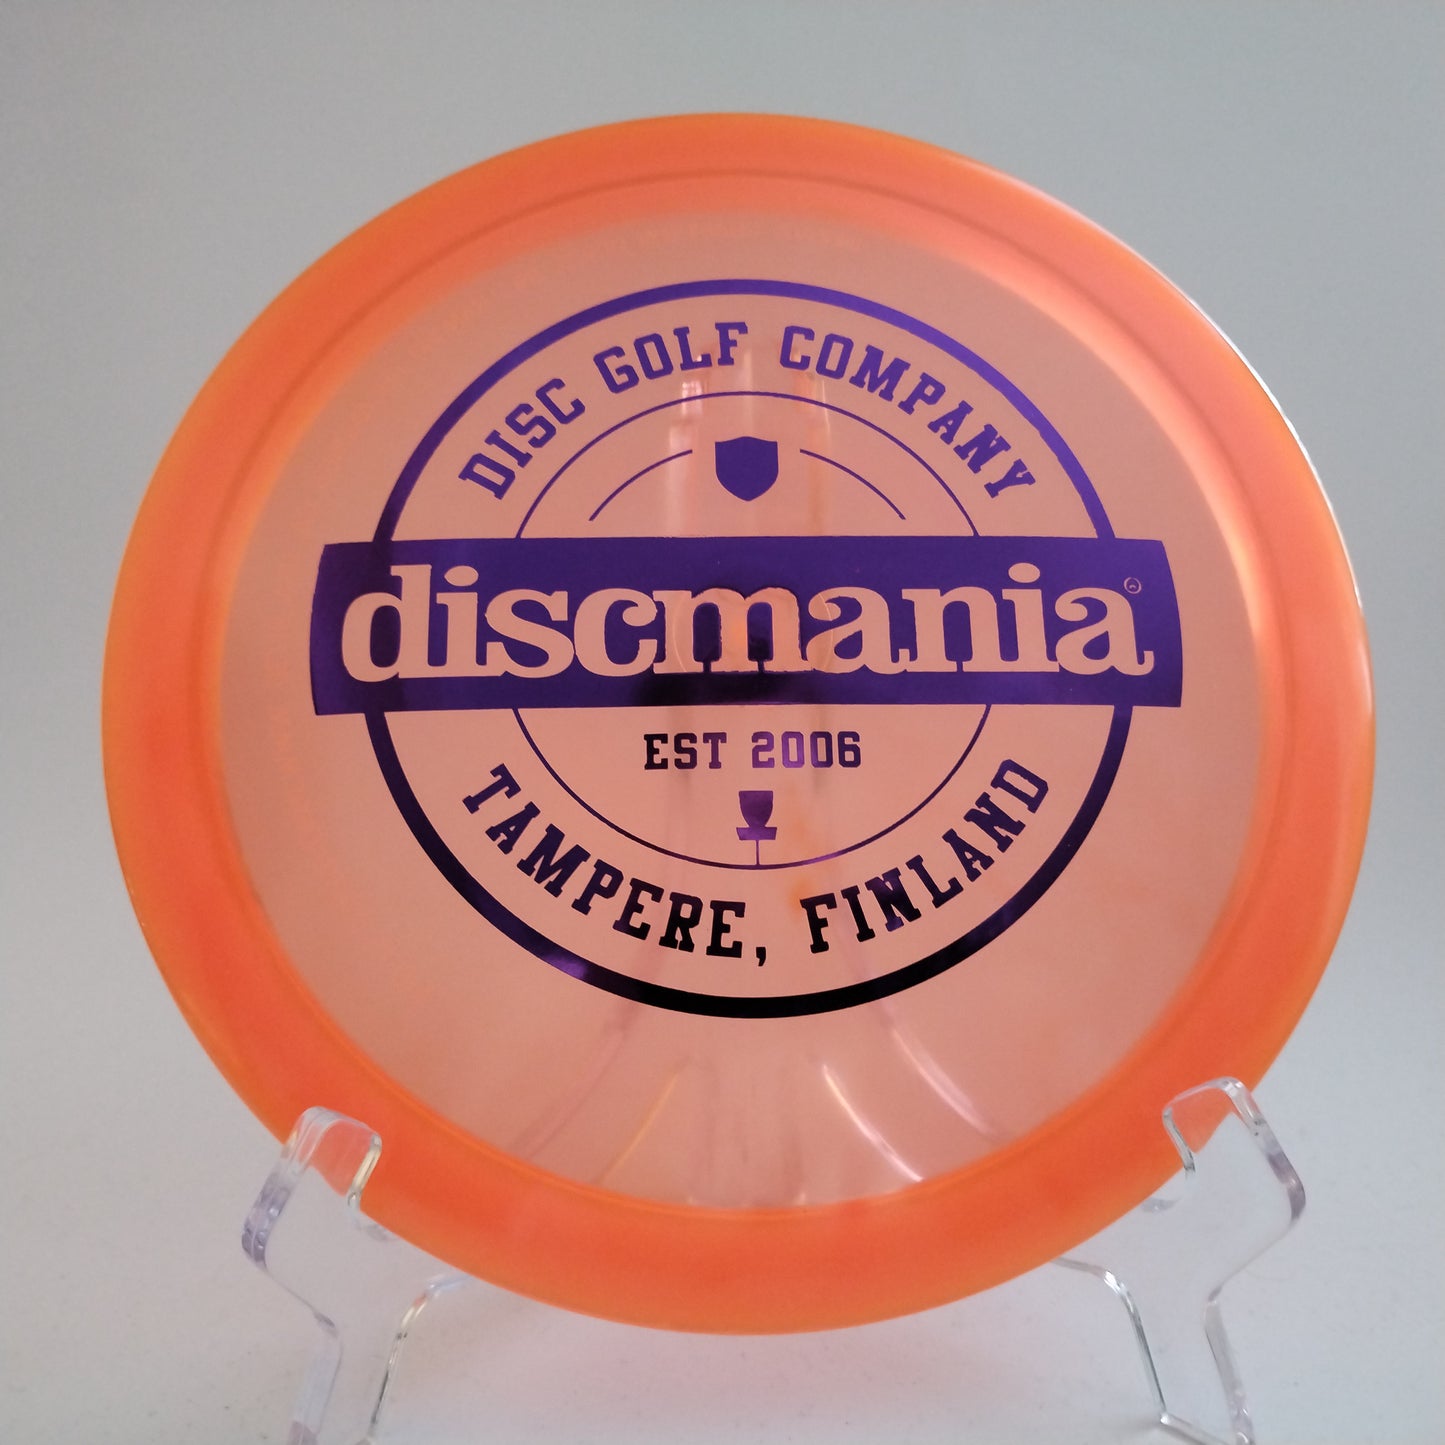 DISC GOLF COMPANY
discmania®
EST 2006
TAMPERE, FINLAND